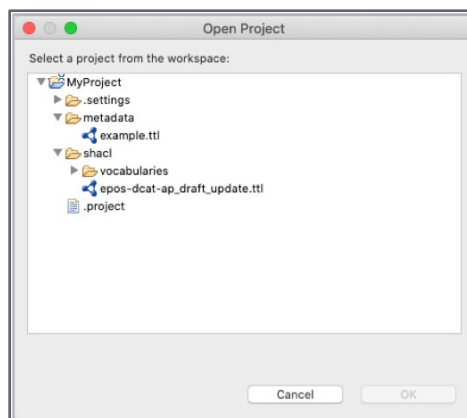 Open Project
Select a project from the workspace:
MyProject
.settings
metadata
example.ttl
shacl
vocabularies
epos-dcat-ap_draft_update.ttl
.project
Cancel
OK